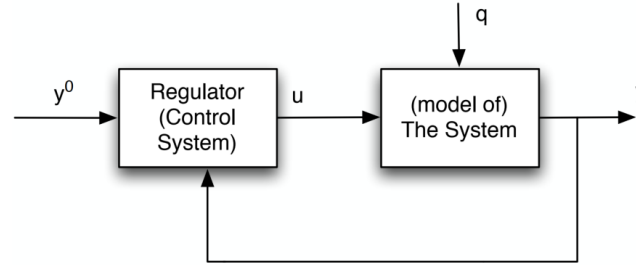 q
y⁰
Regulator
(Control
System)
u
(model of)
The System